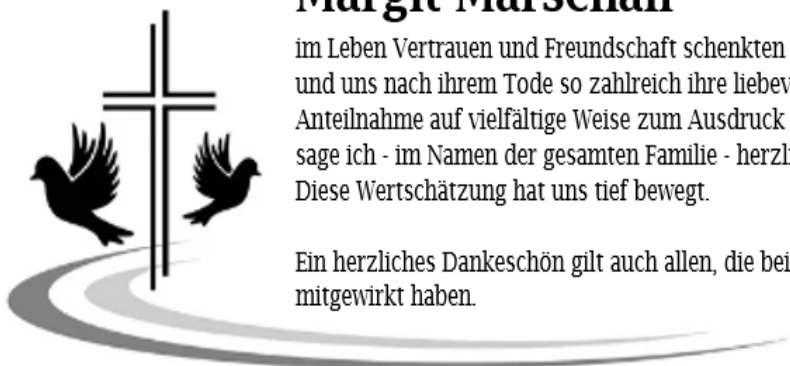 Margit Marschall
im Leben Vertrauen und Freundschaft schenkten
und uns nach ihrem Tode so zahlreich ihre
Anteilnahme auf vielfältige Weise zum Ausdruck
sage ich - im Namen der gesamten Familie -
Diese Wertschätzung hat uns tief bewegt.
Ein herzliches Dankeschön gilt auch allen, die bei
mitgewirkt haben.